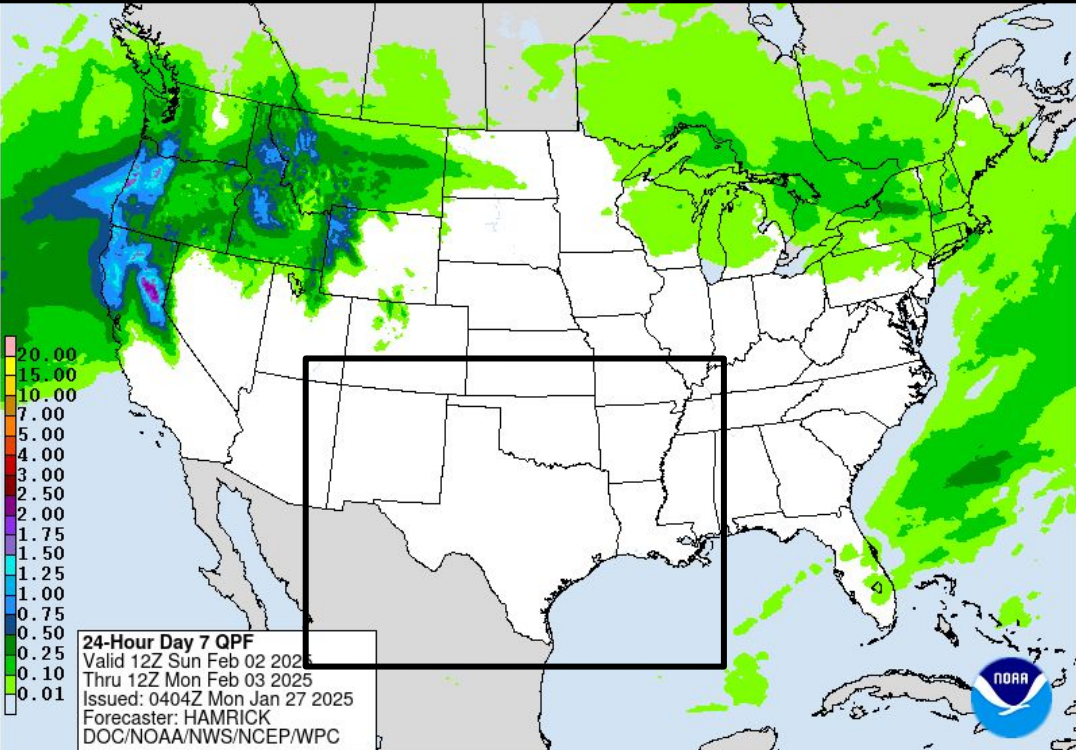 20.00
15.00
10.00
7.00
5.00
4.00
3.00
2.50
2.00
1.75
1.50
1.25
1.00
0.75
0.50
0.25
0.10
0.01
24-Hour Day 7 QPF
Valid 12Z Sun Feb 02 2025
Thru 12Z Mon Feb 03 2025
Issued: 0404Z Mon Jan 27 2025
Forecaster: HAMRICK
DOC/NOAA/NWS/NCEP/WPC
NOAA